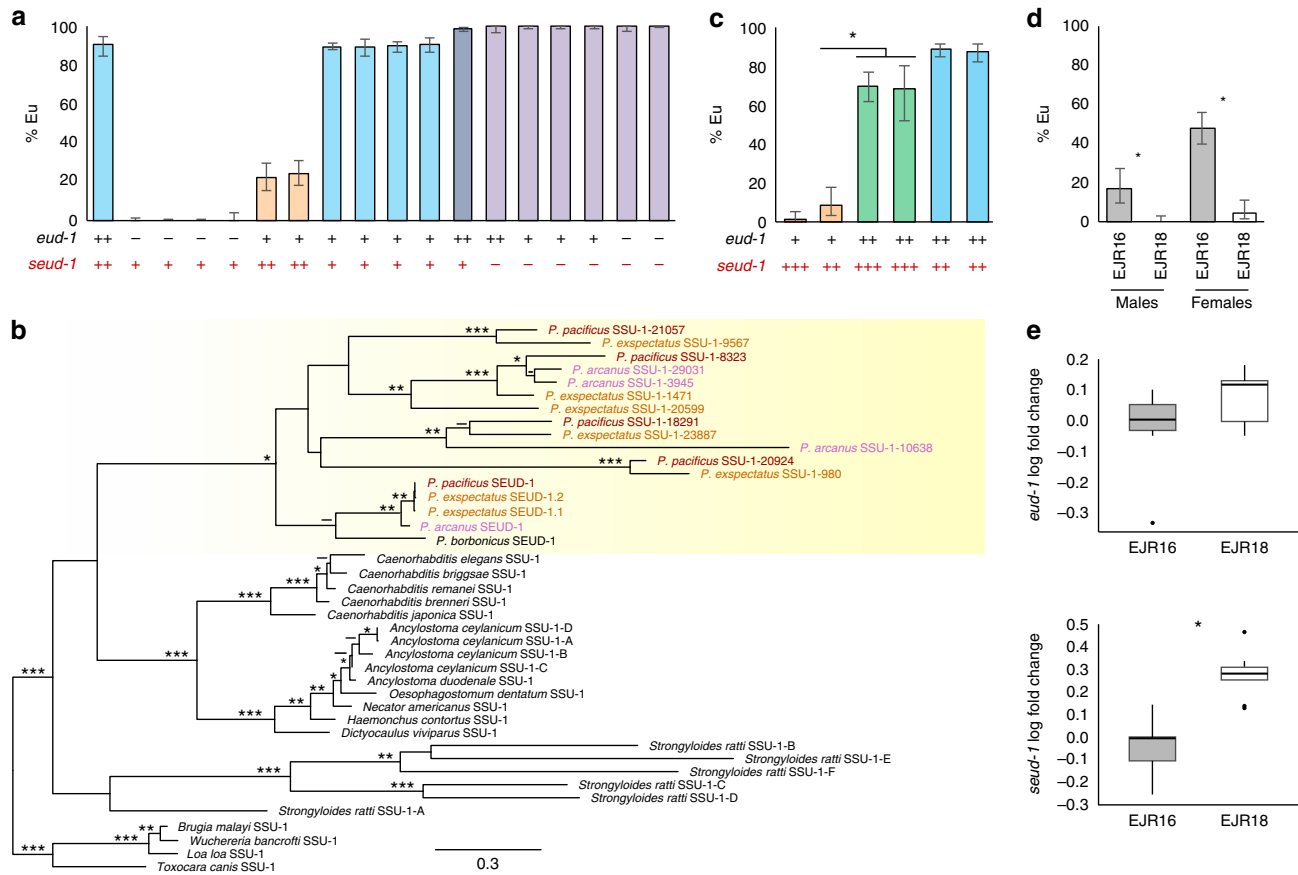 a
100
80
60
40
20
0
% Eu
eud-1 ++ – – – – + + + + + + ++ ++ + + + – –
seud-1 ++ + + + + ++ ++ + + + + + – – – – – –
c
100
80
60
40
20
0
% Eu
*
eud-1 + + ++ ++ ++ ++
seud-1 +++ ++ +++ +++ ++ ++
d
100
80
60
40
20
0
% Eu
*
*
EJR16
EJR18
EJR16
EJR18
Males
Females
b
*** P. pacificus SSU-1-21057
P. exspectatus SSU-1-9567
* P. pacificus SSU-1-8323
*** – P. arcanus SSU-1-29031
P. arcanus SSU-1-3945
** P. exspectatus SSU-1-1471
P. exspectatus SSU-1-20599
– P. pacificus SSU-1-18291
** P. exspectatus SSU-1-23887
P. arcanus SSU-1-10638
*** P. pacificus SSU-1-20924
* P. exspectatus SSU-1-980
P. pacificus SEUD-1
** P. exspectatus SEUD-1.2
** P. exspectatus SEUD-1.1
– P. arcanus SEUD-1
P. borbonicus SEUD-1
– Caenorhabditis elegans SSU-1
* Caenorhabditis briggsae SSU-1
*** Caenorhabditis remanei SSU-1
*** Caenorhabditis brenneri SSU-1
Caenorhabditis japonica SSU-1
* Ancylostoma ceylanicum SSU-1-D
– Ancylostoma ceylanicum SSU-1-A
*** – Ancylostoma ceylanicum SSU-1-B
* Ancylostoma ceylanicum SSU-1-C
*** * Ancylostoma duodenale SSU-1
** Oesophagostomum dentatum SSU-1
** Necator americanus SSU-1
*** Haemonchus contortus SSU-1
Dictyocaulus viviparus SSU-1
Strongyloides ratti SSU-1-B
** Strongyloides ratti SSU-1-E
*** Strongyloides ratti SSU-1-F
*** Strongyloides ratti SSU-1-C
Strongyloides ratti SSU-1-D
Strongyloides ratti SSU-1-A
** Brugia malayi SSU-1
*** Wuchereria bancrofti SSU-1
*** Loa loa SSU-1
Toxocara canis SSU-1
0.3
e
0.2
0.1
0.0
–0.1
–0.2
–0.3
eud-1 log fold change
EJR16 EJR18
0.5
0.4
0.3
0.2
0.1
0.0
–0.1
–0.2
–0.3
seud-1 log fold change
*
EJR16 EJR18